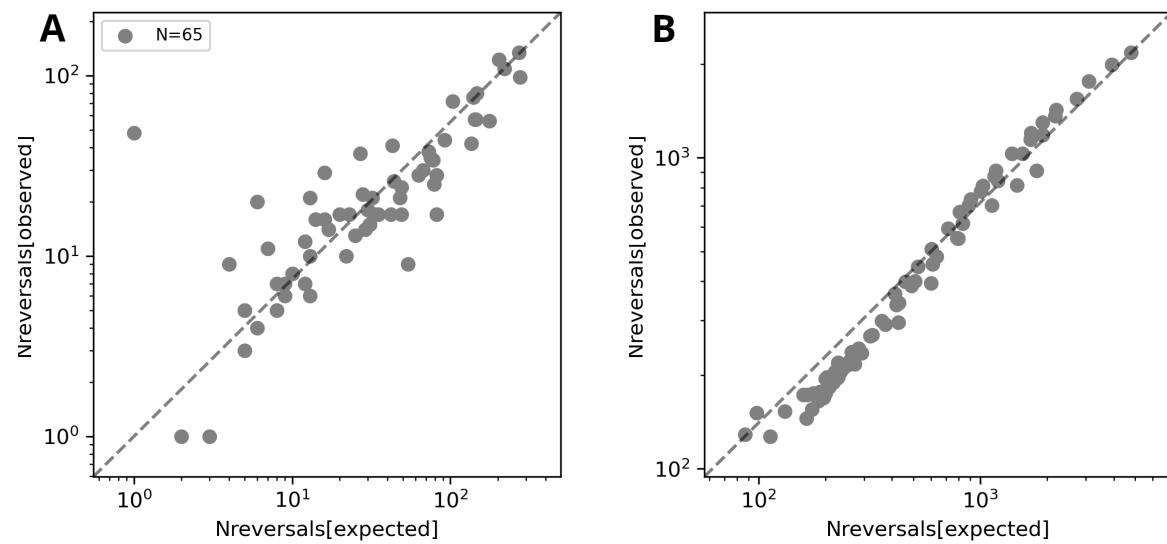 A
N=65
10²
10¹
10⁰
Nreversals[observed]
10⁰ 10¹ 10²
Nreversals[expected]
B
10³
10²
Nreversals[observed]
10² 10³
Nreversals[expected]